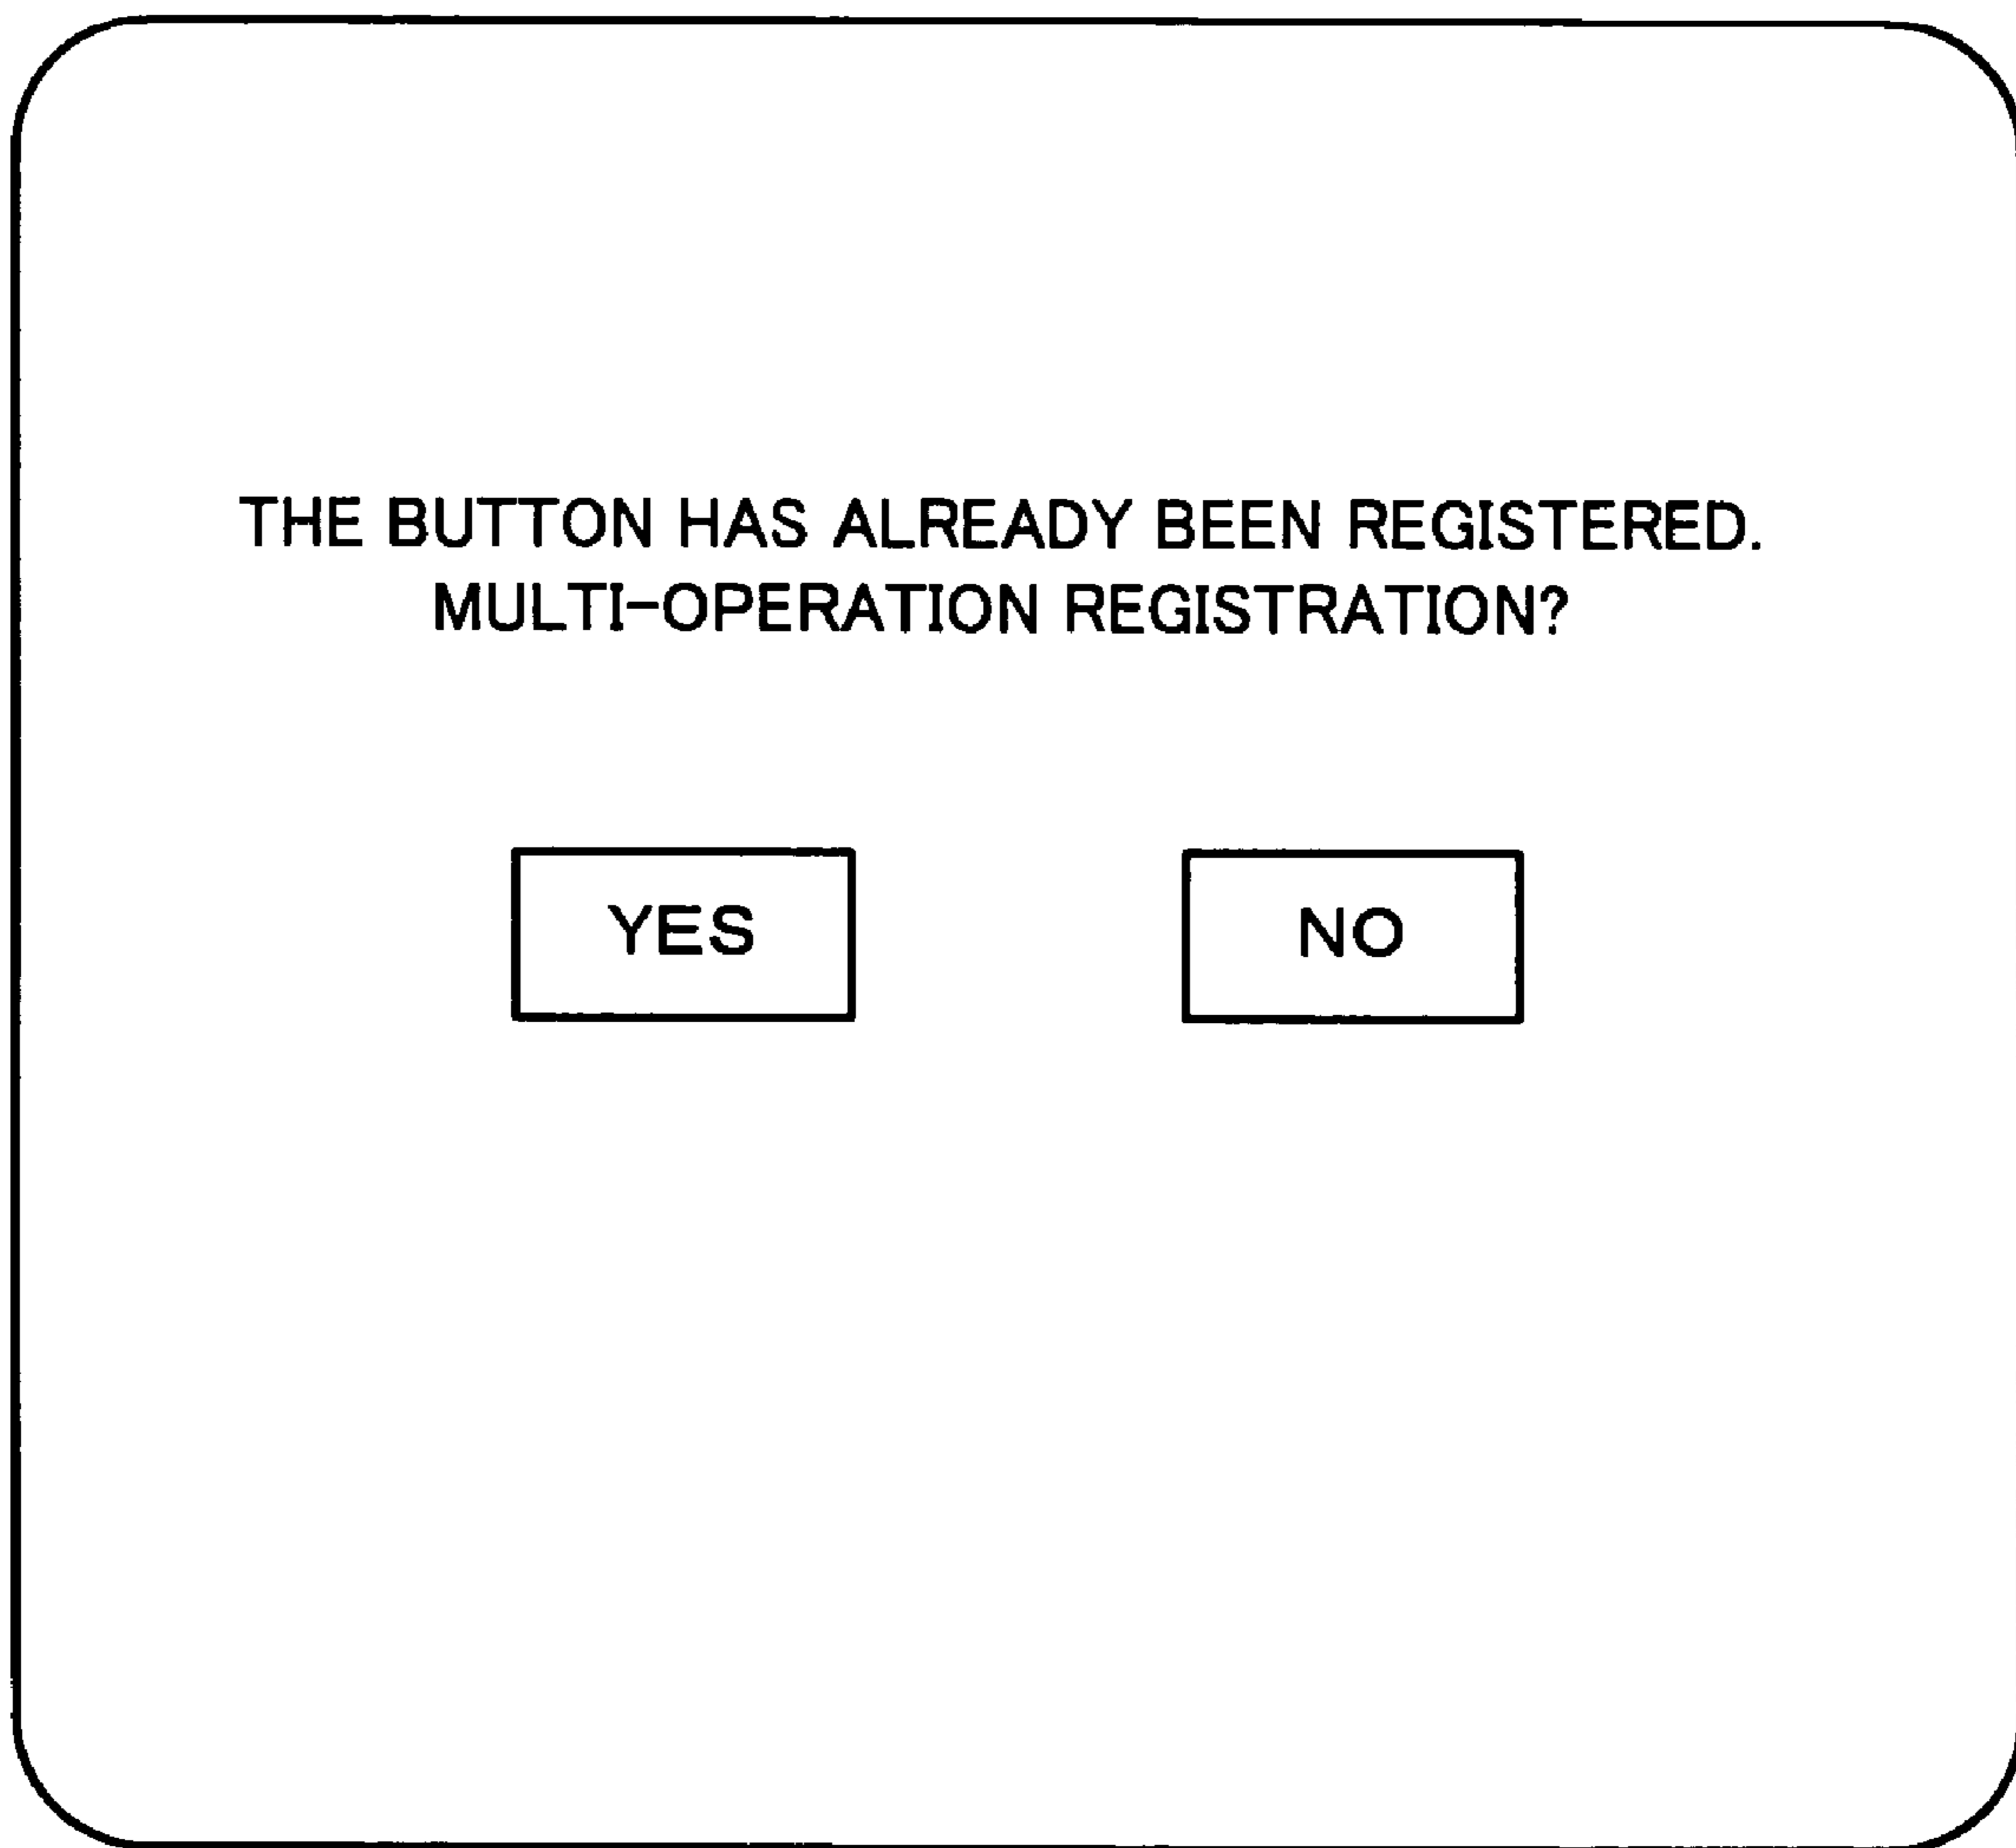 THE BUTTON HAS ALREADY BEEN REGISTERED.
MULTI-OPERATION REGISTRATION?
YES NO